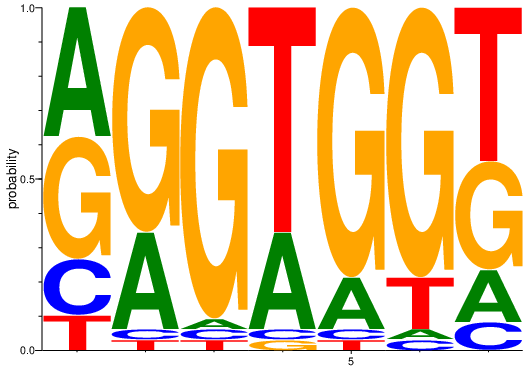 1.0
probability
0.5
0.0
A G C T
G A C T
G A C T
T A C G
G A C T
G T A C
T G A C
5